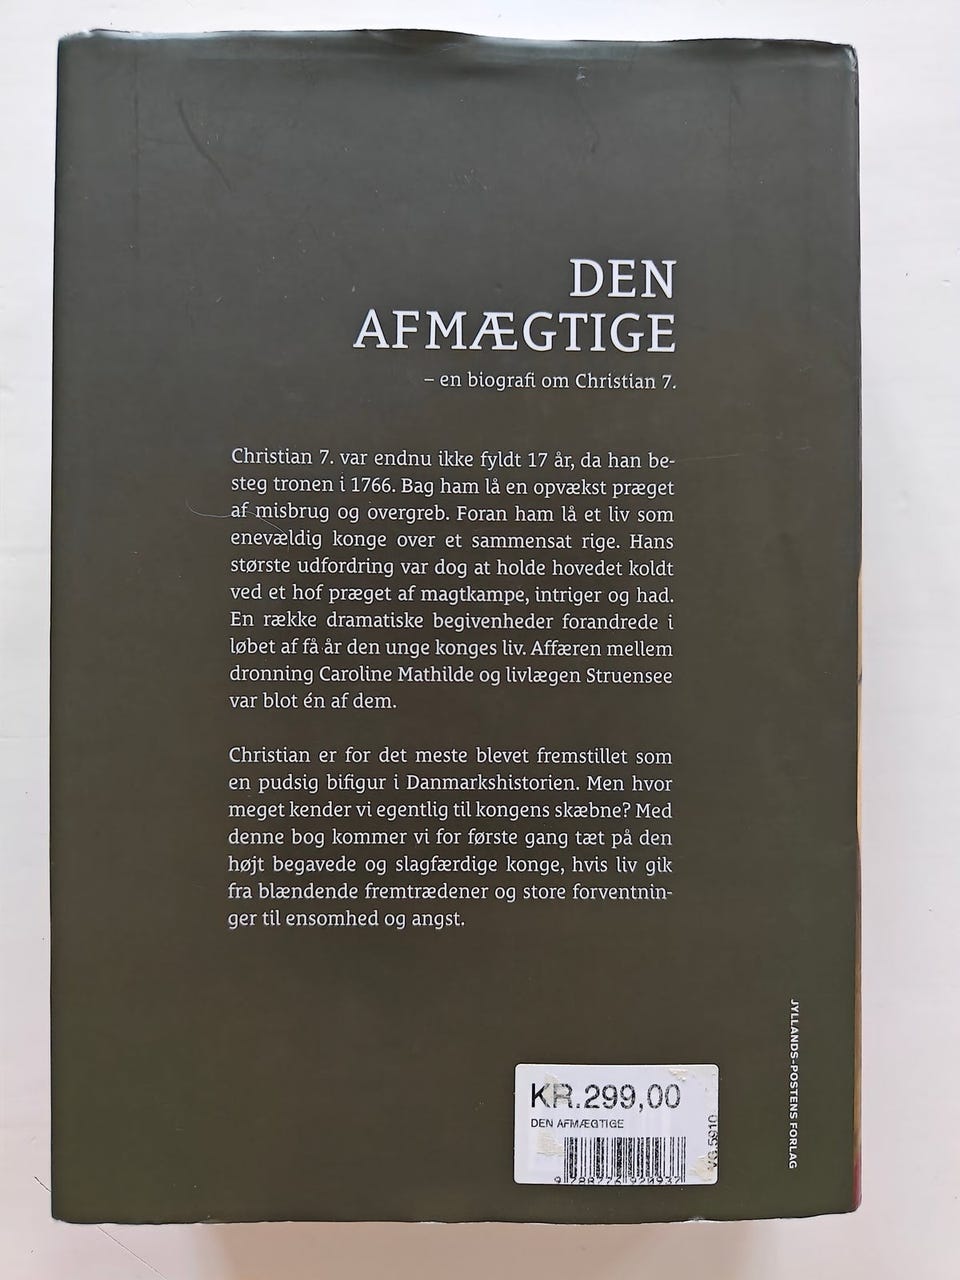 DEN
AFMÆGTIGE
– en biografi om Christian 7.
Christian 7. var endnu ikke fyldt 17 år, da han be-
steg tronen i 1766. Bag ham lå en opvækst præget
af misbrug og overgreb. Foran ham lå et liv som
enevældig konge over et sammensat rige. Hans
største udfordring var dog at holde hovedet koldt
ved et hof præget af magtkampe, intriger og had.
En række dramatiske begivenheder forandrede i
løbet af få år den unge konges liv. Affæren mellem
dronning Caroline Mathilde og livlægen Struensee
var blot én af dem.
Christian er for det meste blevet fremstillet som
en pudsig bifigur i Danmarkshistorien. Men hvor
meget kender vi egentlig til kongens skæbne? Med
denne bog kommer vi for første gang tæt på den
højt begavede og slagfærdige konge, hvis liv gik
fra blændende fremtrædener og store forventnin-
ger til ensomhed og angst.
JYLLANDS-POSTENS FORLAG
KR.299,00
DEN AFMÆGTIGE